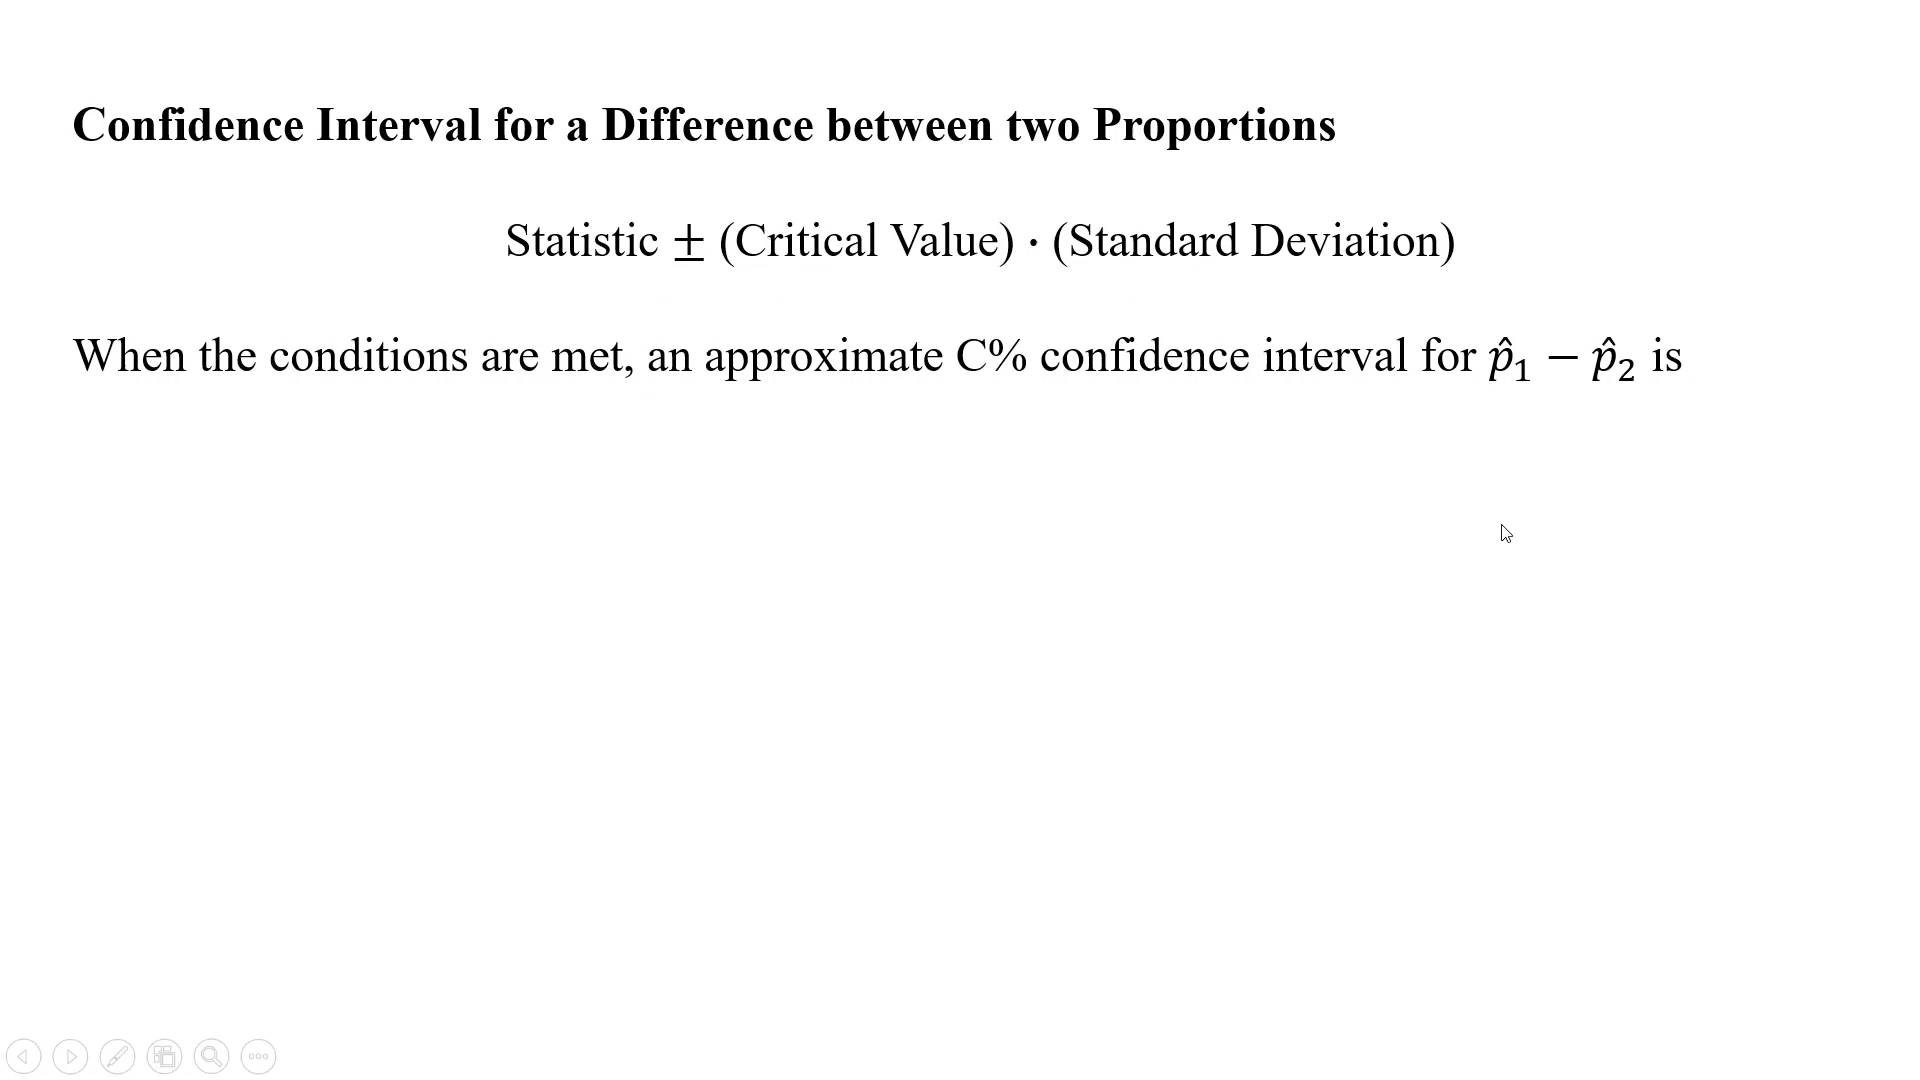 Confidence Interval for a Difference between two Proportions
Statistic ± (Critical Value) · (Standard Deviation)
When the conditions are met, an approximate C% confidence interval for p̂₁ − p̂₂ is